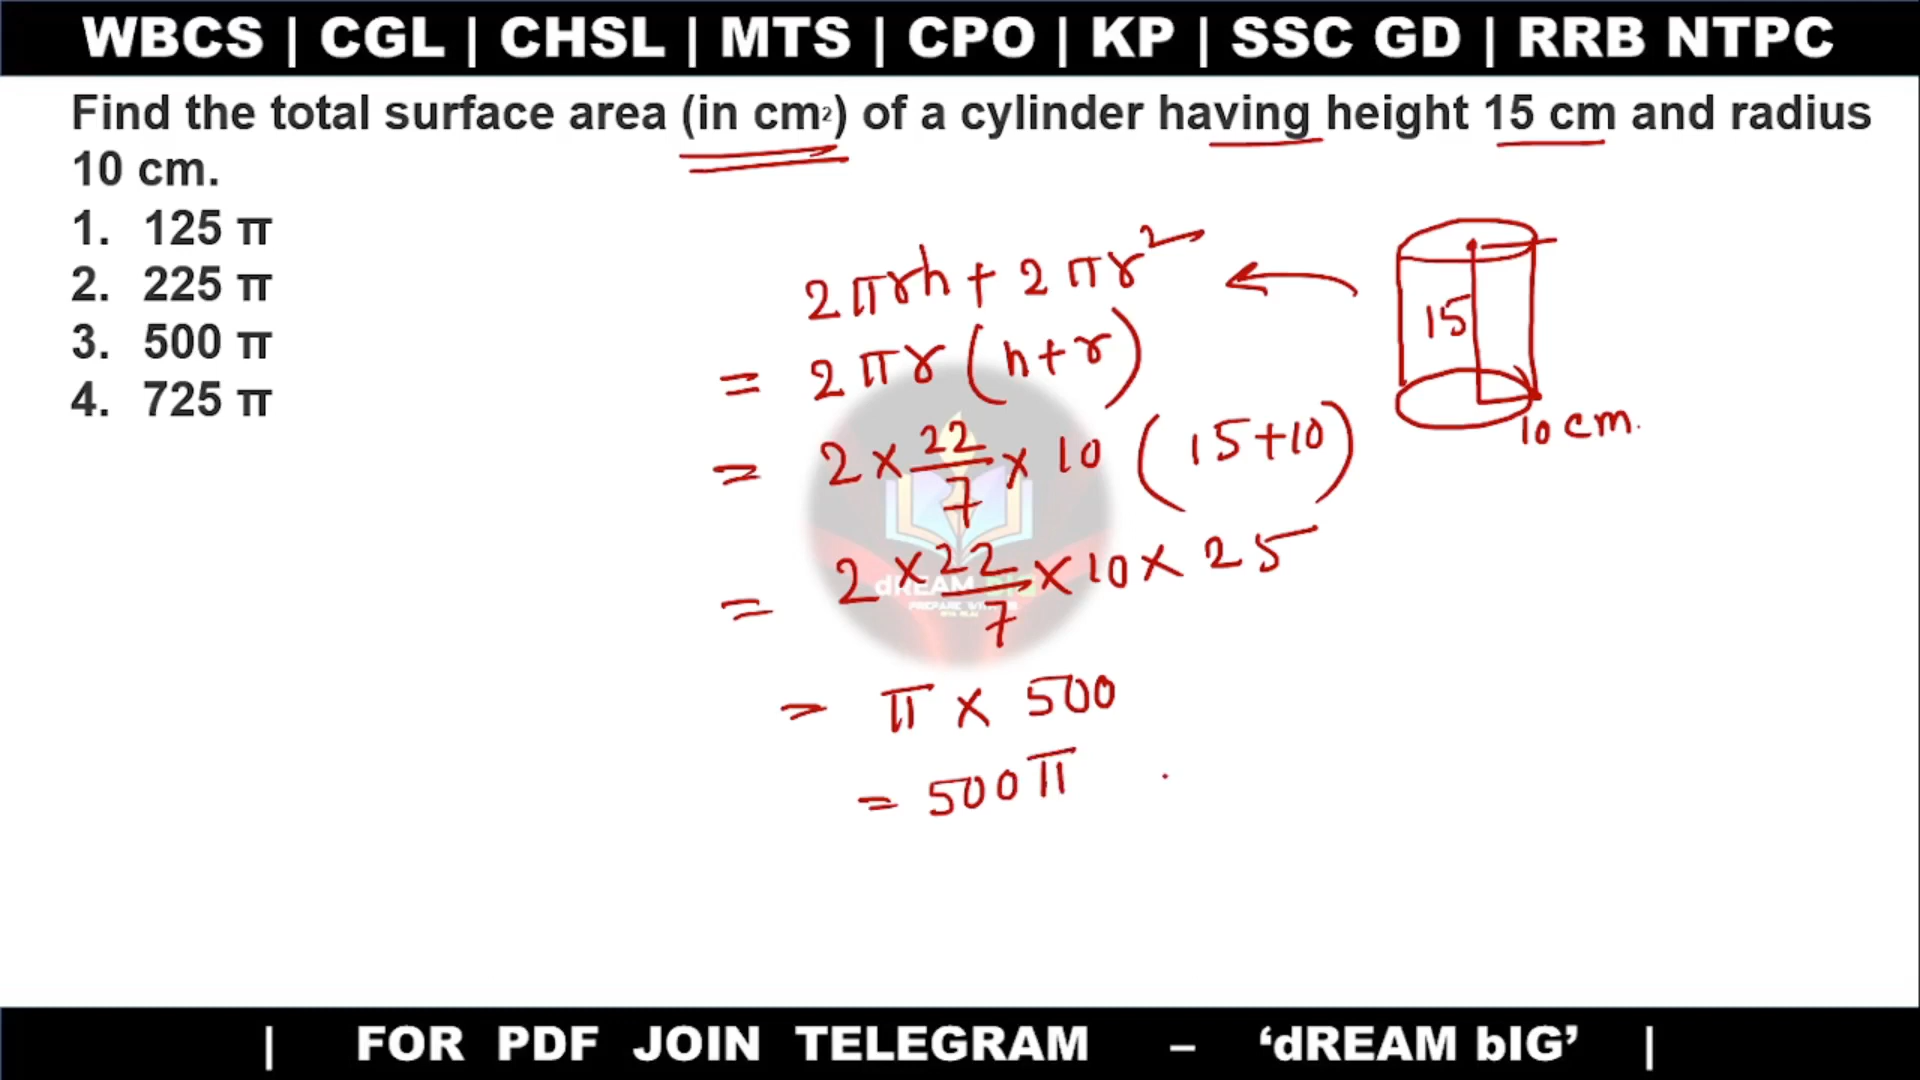 WBCS | CGL | CHSL | MTS | CPO | KP | SSC GD | RRB NTPC
Find the total surface area (in cm²) of a cylinder having height 15 cm and radius
10 cm.
1. 125 π
2. 225 π
3. 500 π
4. 725 π
2πrh + 2πr²
= 2πr (h+r)
= 2 × 22/7 × 10 (15+10)
= 2 × 22/7 × 10 × 25
= π × 500
= 500π
15
10 cm.
dREAM bIG
| FOR PDF JOIN TELEGRAM – ‘dREAM bIG’ |